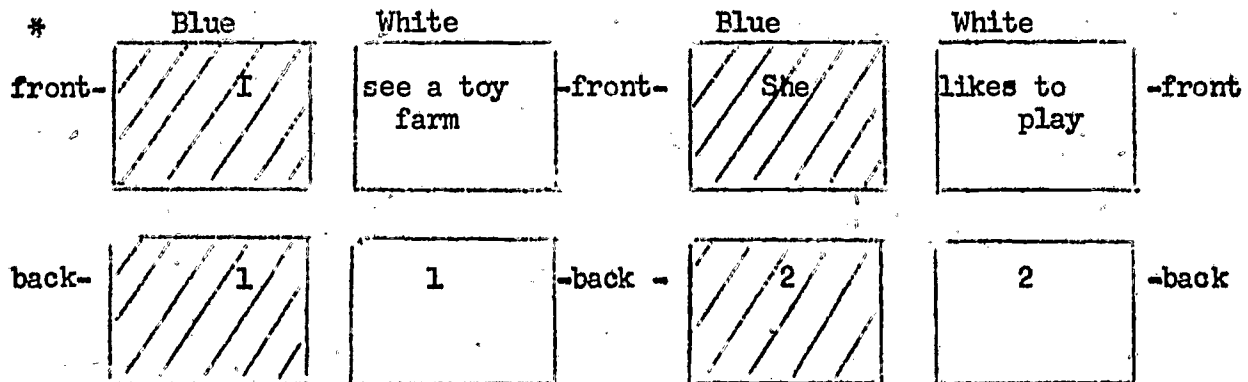 * Blue White Blue White
front- I see a toy -front- She likes to -front
farm play
back- 1 1 -back - 2 2 -back